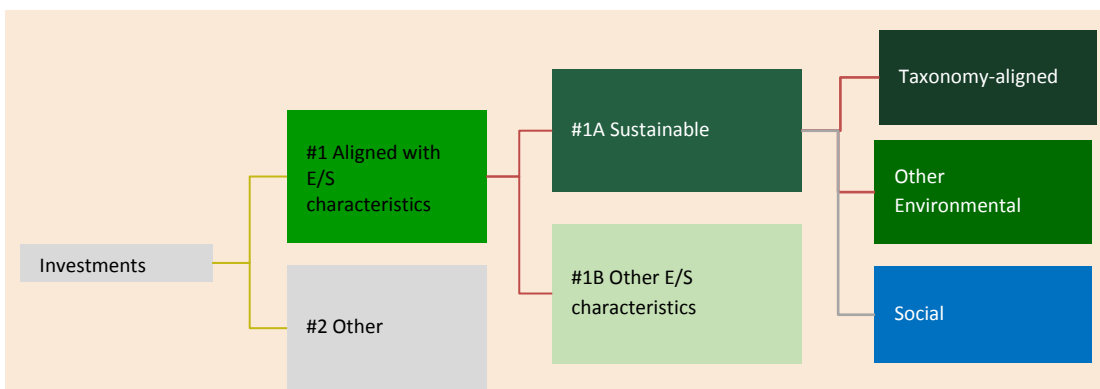 Investments
#1 Aligned with
E/S
characteristics
#2 Other
#1A Sustainable
#1B Other E/S
characteristics
Taxonomy-aligned
Other
Environmental
Social